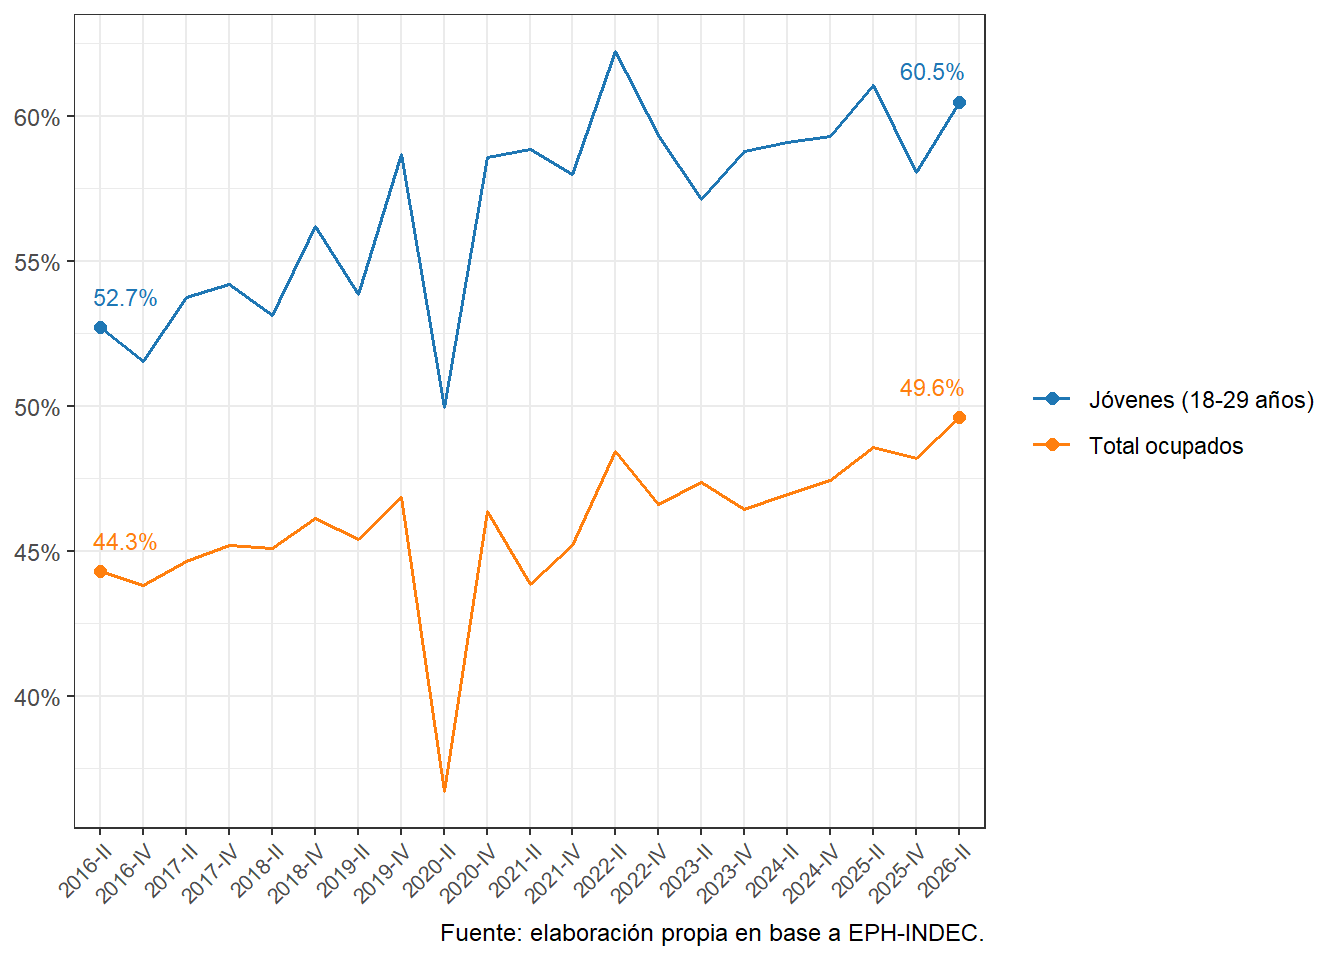 60.5%
60%
55%
52.7%
50%
49.6%
Jóvenes (18-29 años)
Total ocupados
44.3%
45%
40%
2016-II
2016-IV
2017-II
2017-IV
2018-II
2018-IV
2019-II
2019-IV
2020-II
2020-IV
2021-II
2021-IV
2022-II
2022-IV
2023-II
2023-IV
2024-II
2024-IV
2025-II
2025-IV
2026-II
Fuente: elaboración propia en base a EPH-INDEC.